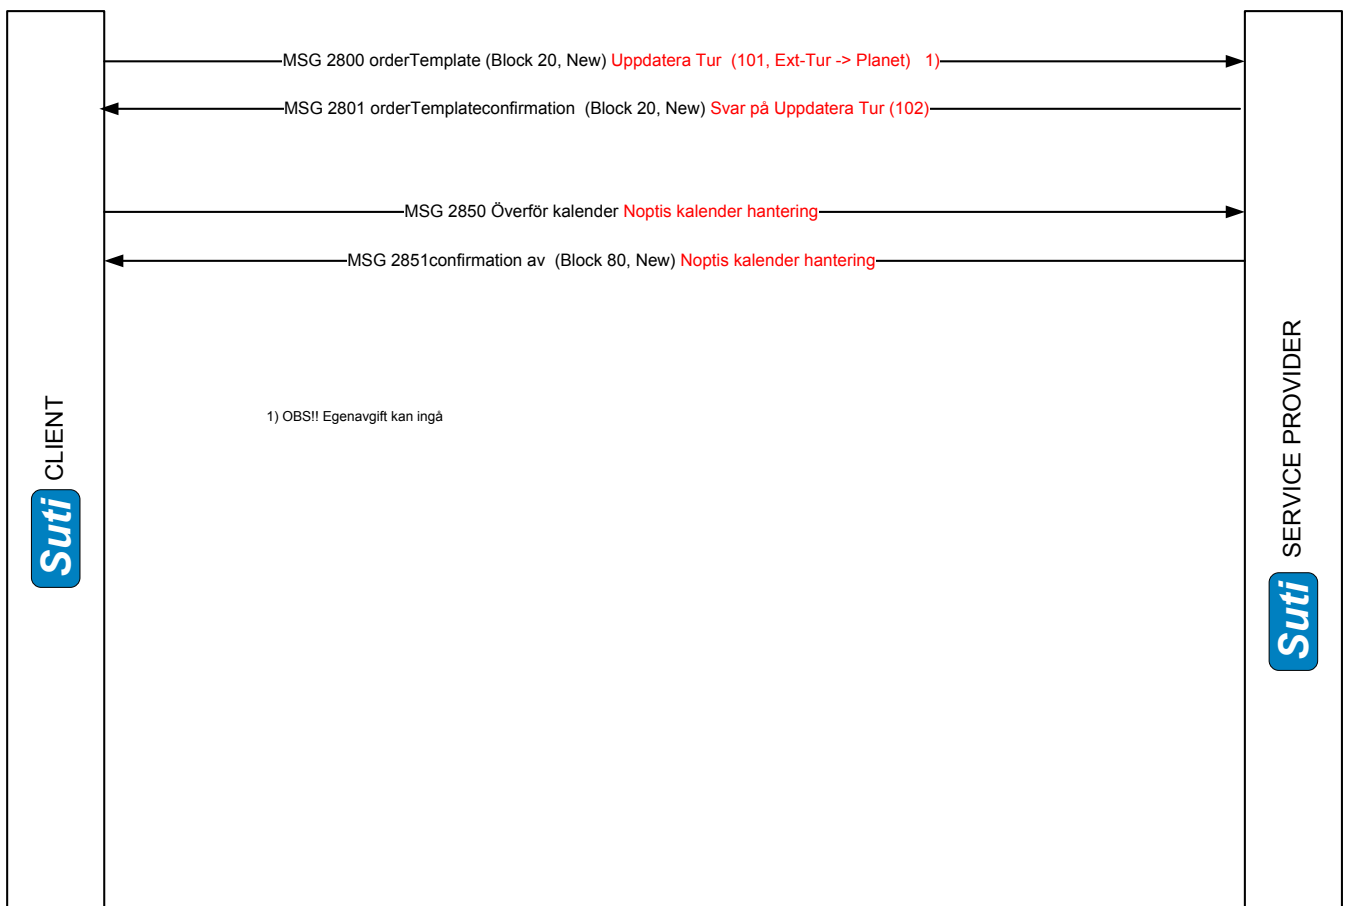 MSG 2800 orderTemplate (Block 20, New) Uppdatera Tur  (101, Ext-Tur -> Planet)   1)
MSG 2801 orderTemplateconfirmation  (Block 20, New) Svar på Uppdatera Tur (102)
MSG 2850 Överför kalender Noptis kalender hantering
MSG 2851confirmation av  (Block 80, New) Noptis kalender hantering
1) OBS!! Egenavgift kan ingå
Suti CLIENT
Suti SERVICE PROVIDER